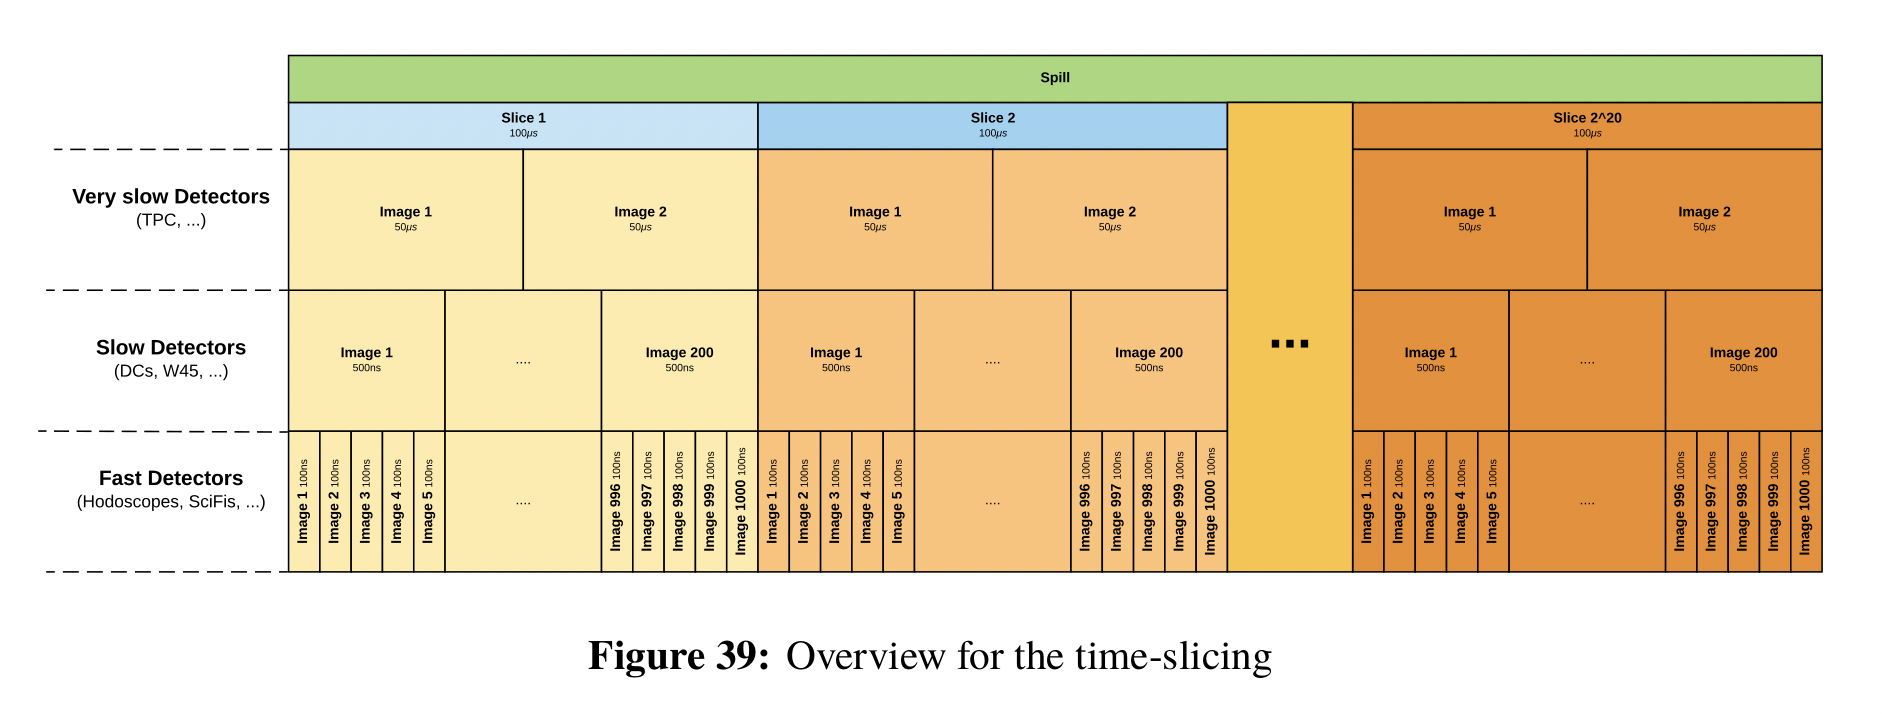 Spill
Slice 1
100μs
Slice 2
100μs
Slice 2^20
100μs
Very slow Detectors
(TPC, ...)
Image 1
50μs
Image 2
50μs
Image 1
50μs
Image 2
50μs
Image 1
50μs
Image 2
50μs
...
Slow Detectors
(DCs, W45, ...)
Image 1
500ns
....
Image 200
500ns
Image 1
500ns
....
Image 200
500ns
Image 1
500ns
....
Image 200
500ns
Fast Detectors
(Hodoscopes, SciFis, ...)
Image 1 100ns
Image 2 100ns
Image 3 100ns
Image 4 100ns
Image 5 100ns
....
Image 996 100ns
Image 997 100ns
Image 998 100ns
Image 999 100ns
Image 1000 100ns
Image 1 100ns
Image 2 100ns
Image 3 100ns
Image 4 100ns
Image 5 100ns
....
Image 996 100ns
Image 997 100ns
Image 998 100ns
Image 999 100ns
Image 1000 100ns
Image 1 100ns
Image 2 100ns
Image 3 100ns
Image 4 100ns
Image 5 100ns
....
Image 996 100ns
Image 997 100ns
Image 998 100ns
Image 999 100ns
Image 1000 100ns
Figure 39: Overview for the time-slicing